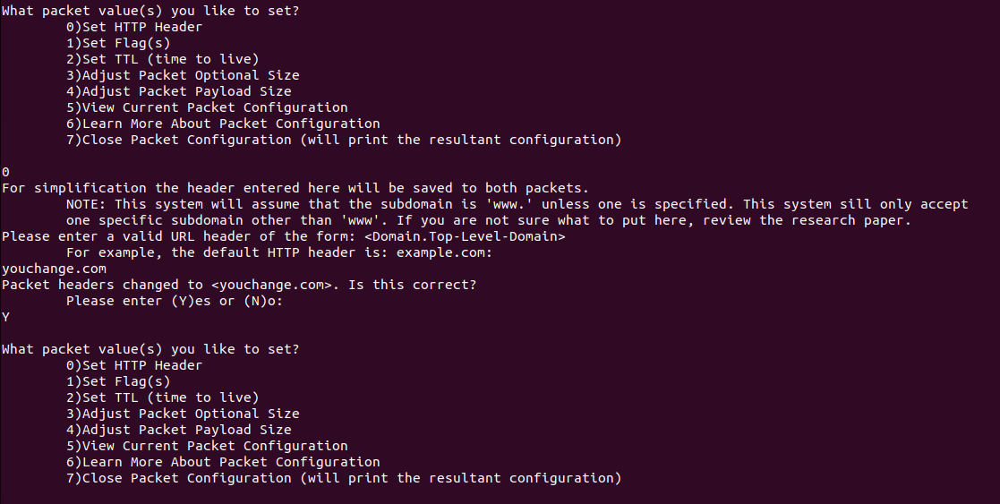 What packet value(s) you like to set?
0)Set HTTP Header
1)Set Flag(s)
2)Set TTL (time to live)
3)Adjust Packet Optional Size
4)Adjust Packet Payload Size
5)View Current Packet Configuration
6)Learn More About Packet Configuration
7)Close Packet Configuration (will print the resultant configuration)
0
For simplification the header entered here will be saved to both packets.
NOTE: This system will assume that the subdomain is 'www.' unless one is specified. This system sill only accept
one specific subdomain other than 'www'. If you are not sure what to put here, review the research paper.
Please enter a valid URL header of the form: <Domain.Top-Level-Domain>
For example, the default HTTP header is: example.com:
youchange.com
Packet headers changed to <youchange.com>. Is this correct?
Please enter (Y)es or (N)o:
Y
What packet value(s) you like to set?
0)Set HTTP Header
1)Set Flag(s)
2)Set TTL (time to live)
3)Adjust Packet Optional Size
4)Adjust Packet Payload Size
5)View Current Packet Configuration
6)Learn More About Packet Configuration
7)Close Packet Configuration (will print the resultant configuration)